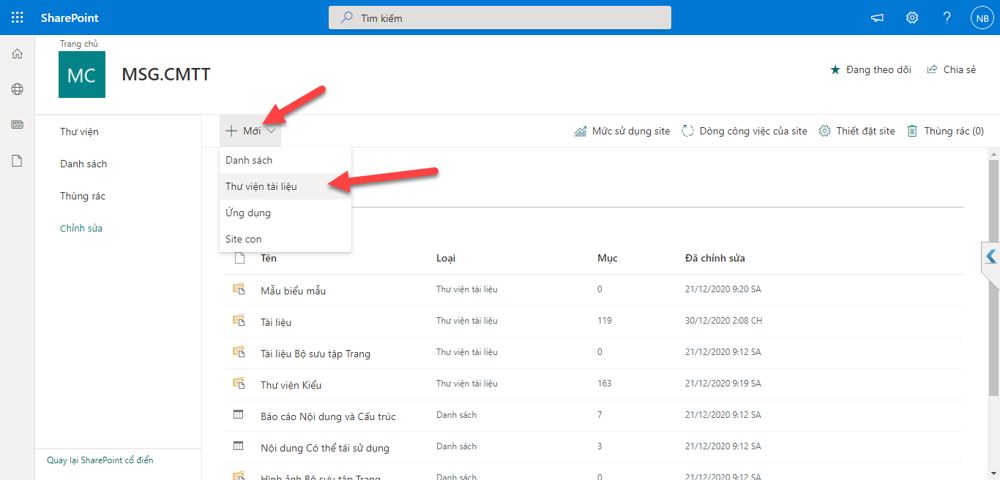 SharePoint
Tìm kiếm
?
NB
Trang chủ
MC
MSG.CMTT
Đang theo dõi
Chia sẻ
Thư viện
Danh sách
Thùng rác
Chỉnh sửa
Mới
Mức sử dụng site
Dòng công việc của site
Thiết đặt site
Thùng rác (0)
Danh sách
Thư viện tài liệu
Ứng dụng
Site con
Tên Loại Mục Đã chỉnh sửa
Mẫu biểu mẫu Thư viện tài liệu 0 21/12/2020 9:20 SA
Tài liệu Thư viện tài liệu 119 30/12/2020 2:08 CH
Tài liệu Bộ sưu tập Trang Thư viện tài liệu 0 21/12/2020 9:12 SA
Thư viện Kiểu Thư viện tài liệu 163 21/12/2020 9:19 SA
Báo cáo Nội dung và Cấu trúc Danh sách 7 21/12/2020 9:12 SA
Nội dung Có thể tái sử dụng Danh sách 3 21/12/2020 9:12 SA
Hình ảnh Bộ sưu tập Trang Thư viện tài liệu 0 21/12/2020 9:12 SA
Quay lại SharePoint cổ điển